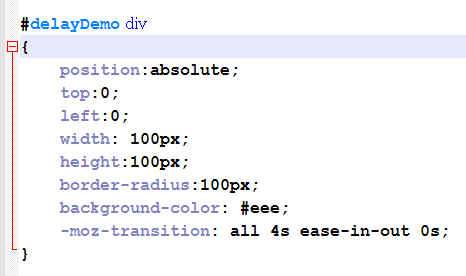 #delayDemo div
{
position:absolute;
top:0;
left:0;
width: 100px;
height:100px;
border-radius:100px;
background-color: #eee;
-moz-transition: all 4s ease-in-out 0s;
}